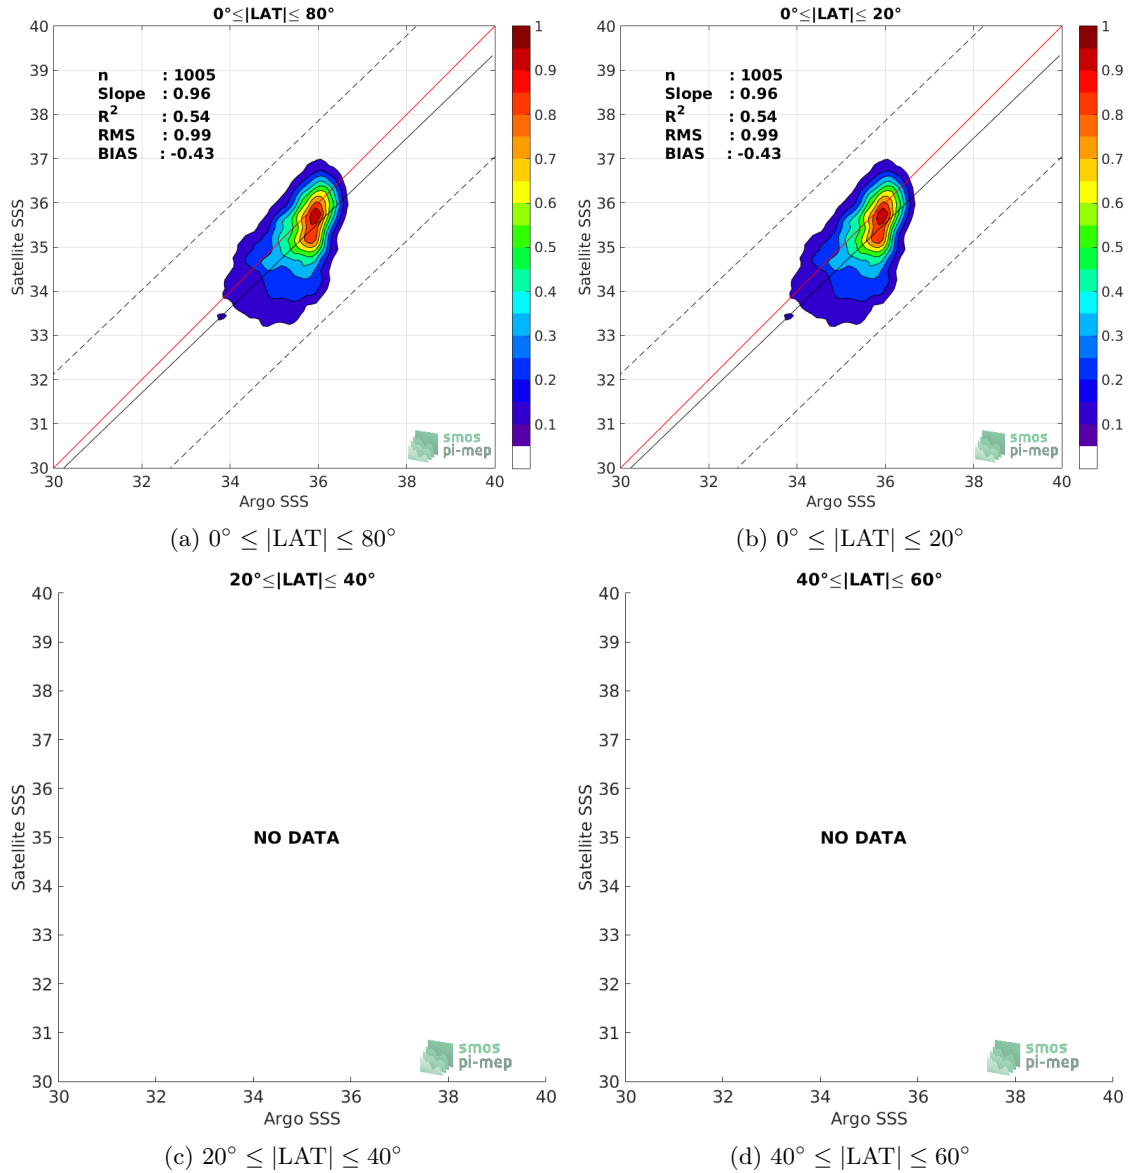 0°≤|LAT|≤ 80°
40
39
38
37
36
35
34
33
32
31
30
Satellite SSS
n : 1005
Slope : 0.96
R² : 0.54
RMS : 0.99
BIAS : -0.43
smos
pi-mep
30 32 34 36 38 40
Argo SSS
1
0.9
0.8
0.7
0.6
0.5
0.4
0.3
0.2
0.1
(a) 0° ≤ |LAT| ≤ 80°
0°≤|LAT|≤ 20°
40
39
38
37
36
35
34
33
32
31
30
Satellite SSS
n : 1005
Slope : 0.96
R² : 0.54
RMS : 0.99
BIAS : -0.43
smos
pi-mep
30 32 34 36 38 40
Argo SSS
1
0.9
0.8
0.7
0.6
0.5
0.4
0.3
0.2
0.1
(b) 0° ≤ |LAT| ≤ 20°
20°≤|LAT|≤ 40°
40
39
38
37
36
35
34
33
32
31
30
Satellite SSS
NO DATA
smos
pi-mep
30 32 34 36 38 40
Argo SSS
(c) 20° ≤ |LAT| ≤ 40°
40°≤|LAT|≤ 60°
40
39
38
37
36
35
34
33
32
31
30
Satellite SSS
NO DATA
smos
pi-mep
30 32 34 36 38 40
Argo SSS
(d) 40° ≤ |LAT| ≤ 60°